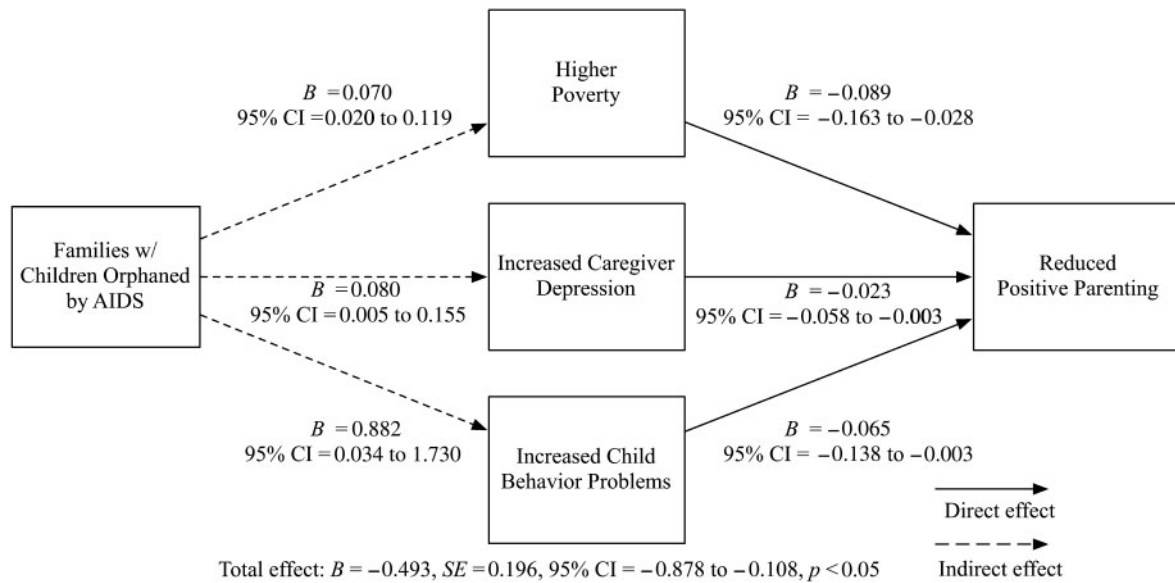 Higher
Poverty
B = 0.070
95% CI = 0.020 to 0.119
B = −0.089
95% CI = −0.163 to −0.028
Families w/
Children Orphaned
by AIDS
Increased Caregiver
Depression
Reduced
Positive Parenting
B = 0.080
95% CI = 0.005 to 0.155
B = −0.023
95% CI = −0.058 to −0.003
B = 0.882
95% CI = 0.034 to 1.730
Increased Child
Behavior Problems
B = −0.065
95% CI = −0.138 to −0.003
Direct effect
Indirect effect
Total effect: B = −0.493, SE = 0.196, 95% CI = −0.878 to −0.108, p < 0.05